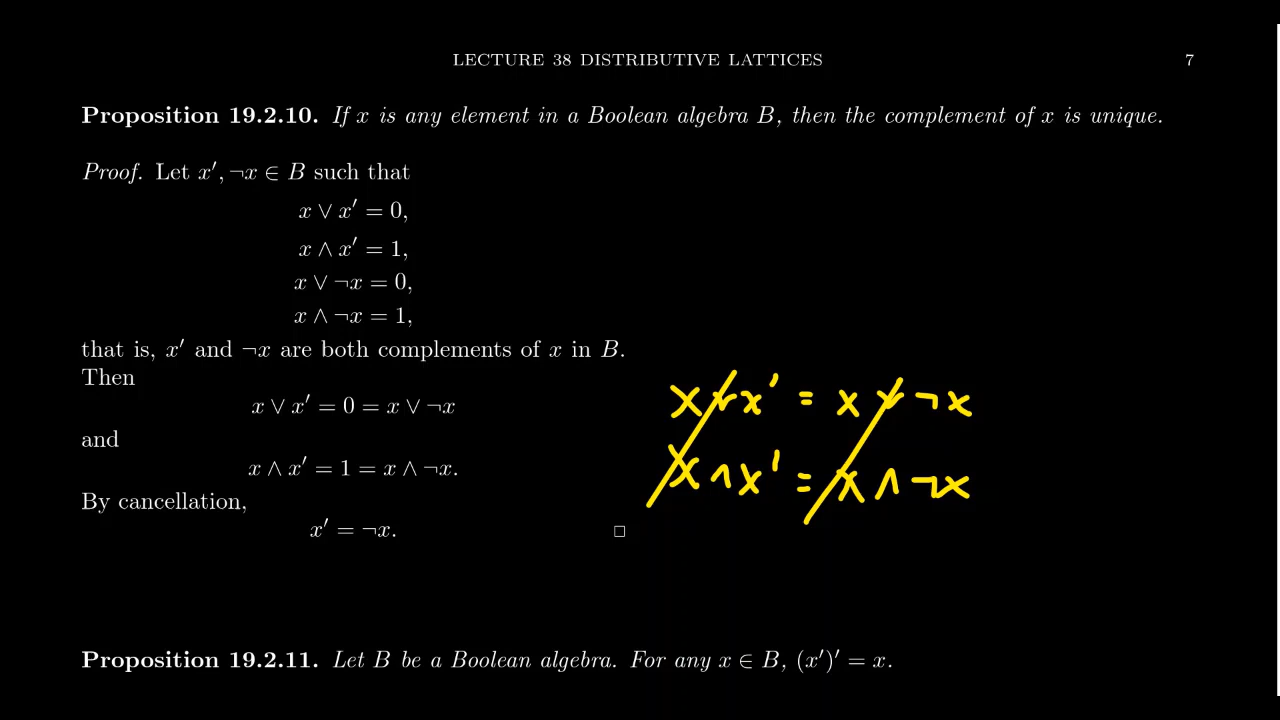 LECTURE 38 DISTRIBUTIVE LATTICES 7
Proposition 19.2.10. If x is any element in a Boolean algebra B, then the complement of x is unique.
Proof. Let x′, ¬x ∈ B such that
x ∨ x′ = 0,
x ∧ x′ = 1,
x ∨ ¬x = 0,
x ∧ ¬x = 1,
that is, x′ and ¬x are both complements of x in B.
Then
x ∨ x′ = 0 = x ∨ ¬x
x ∨ x′ = x ∨ ¬x
and
x ∧ x′ = 1 = x ∧ ¬x.
x ∧ x′ = x ∧ ¬x
By cancellation,
x′ = ¬x. □
Proposition 19.2.11. Let B be a Boolean algebra. For any x ∈ B, (x′)′ = x.